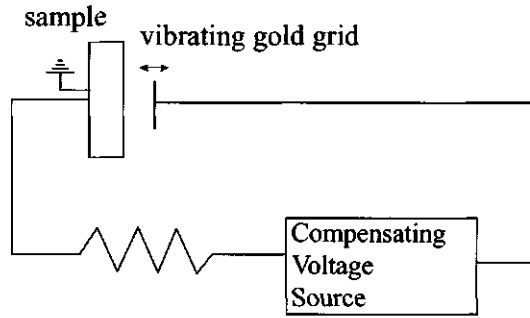 sample
vibrating gold grid
Compensating
Voltage
Source